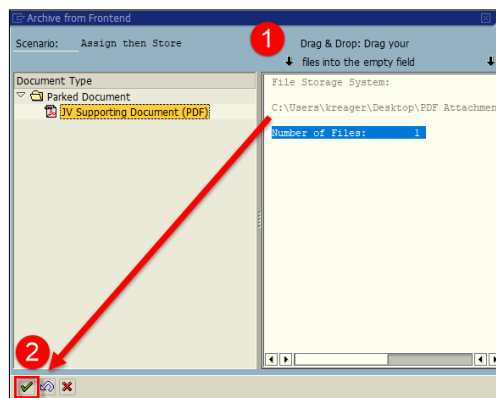 Archive from Frontend
Scenario: Assign then Store
1
Drag & Drop: Drag your
files into the empty field
Document Type
Parked Document
JV Supporting Document (PDF)
File Storage System:
C:\Users\kreager\Desktop\PDF Attachmen
Number of Files: 1
2